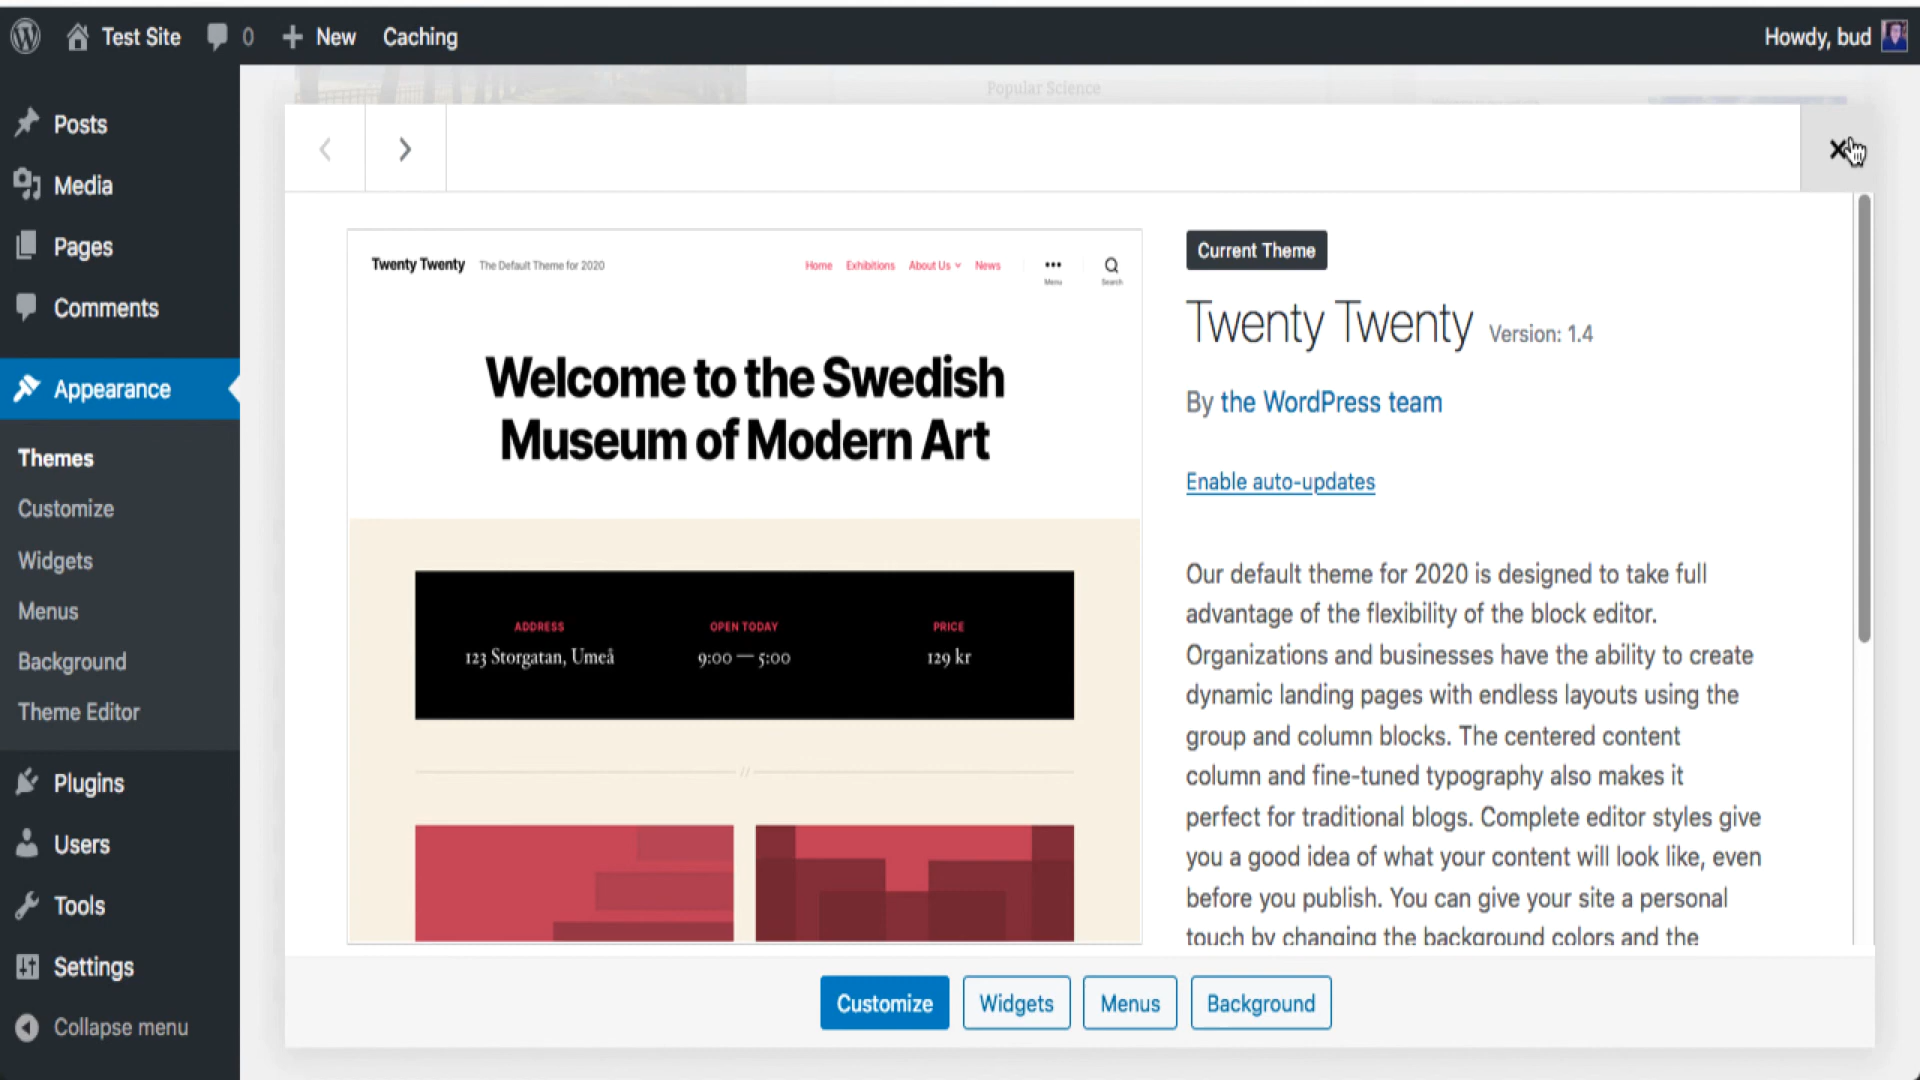 Test Site
0
New
Caching
Howdy, bud
Posts
Media
Pages
Comments
Appearance
Themes
Customize
Widgets
Menus
Background
Theme Editor
Plugins
Users
Tools
Settings
Collapse menu
Popular Science
Twenty Twenty
The Default Theme for 2020
Home
Exhibitions
About Us
News
Menu
Search
Welcome to the Swedish
Museum of Modern Art
ADDRESS
OPEN TODAY
PRICE
123 Storgatan, Umeå
9:00 — 5:00
129 kr
Current Theme
Twenty Twenty Version: 1.4
By the WordPress team
Enable auto-updates
Our default theme for 2020 is designed to take full
advantage of the flexibility of the block editor.
Organizations and businesses have the ability to create
dynamic landing pages with endless layouts using the
group and column blocks. The centered content
column and fine-tuned typography also makes it
perfect for traditional blogs. Complete editor styles give
you a good idea of what your content will look like, even
before you publish. You can give your site a personal
touch by changing the background colors and the
Customize
Widgets
Menus
Background